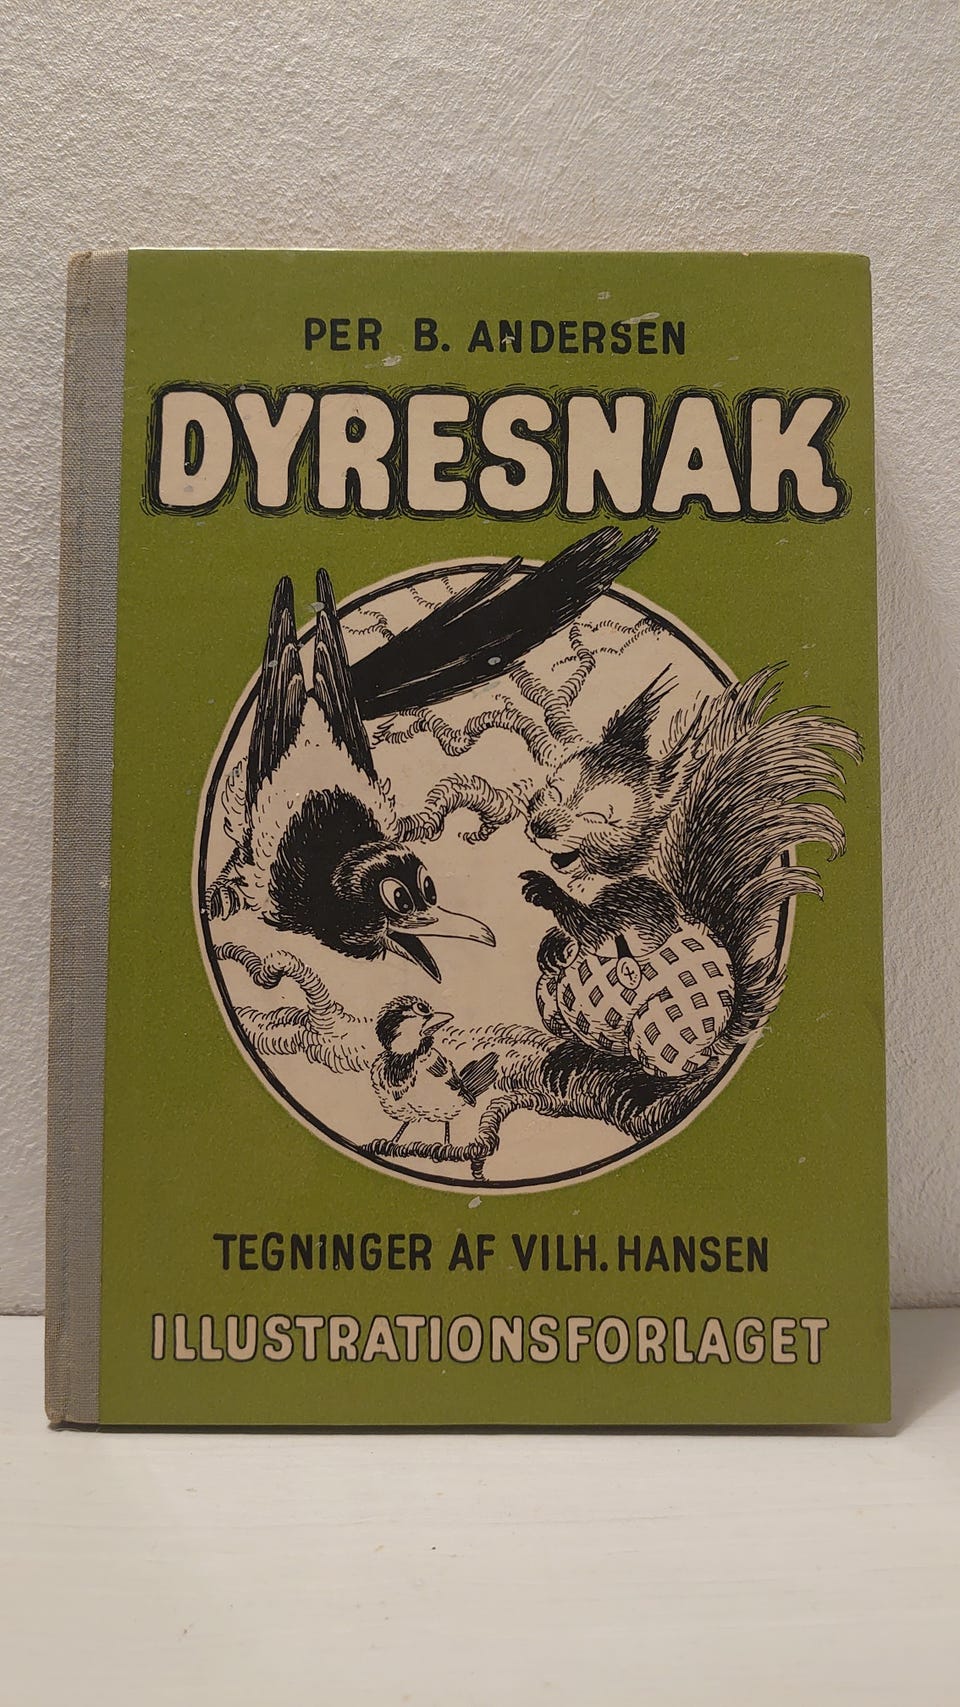 PER B. ANDERSEN
DYRESNAK
TEGNINGER AF VILH. HANSEN
ILLUSTRATIONSFORLAGET